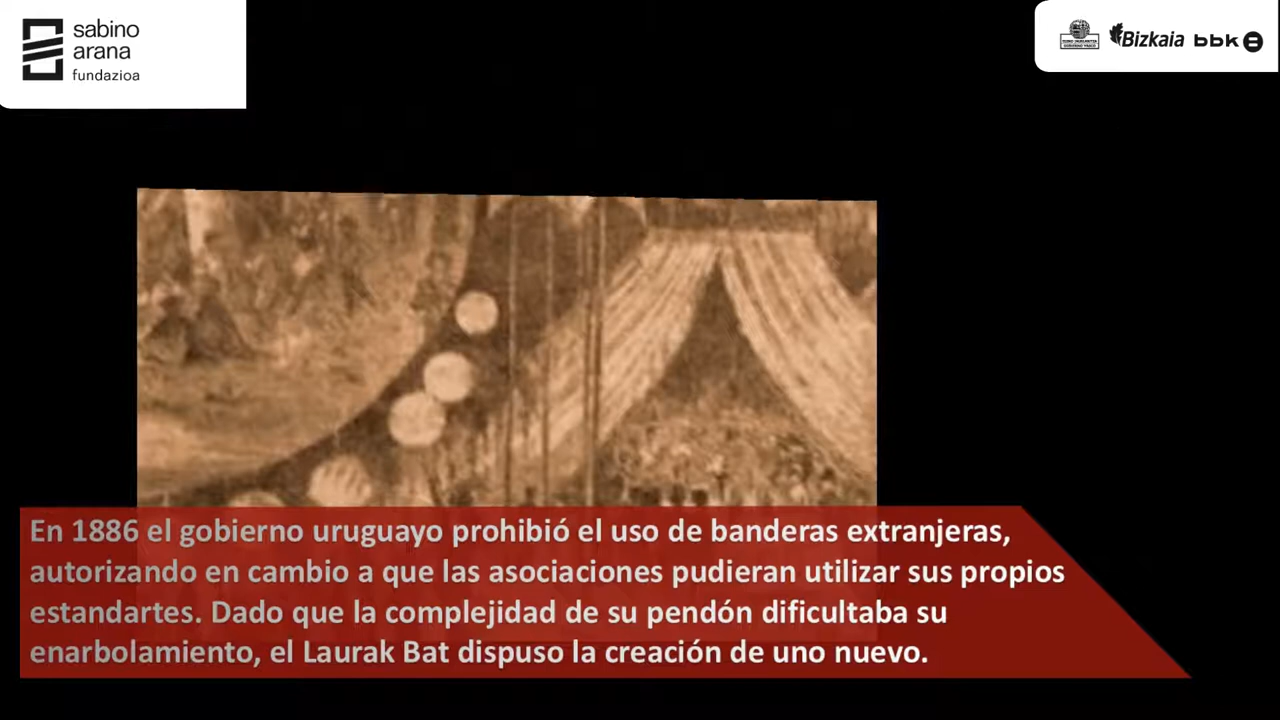 sabino
arana
fundazioa
Bizkaia bbk
En 1886 el gobierno uruguayo prohibió el uso de banderas extranjeras,
autorizando en cambio a que las asociaciones pudieran utilizar sus propios
estandartes. Dado que la complejidad de su pendón dificultaba su
enarbolamiento, el Laurak Bat dispuso la creación de uno nuevo.